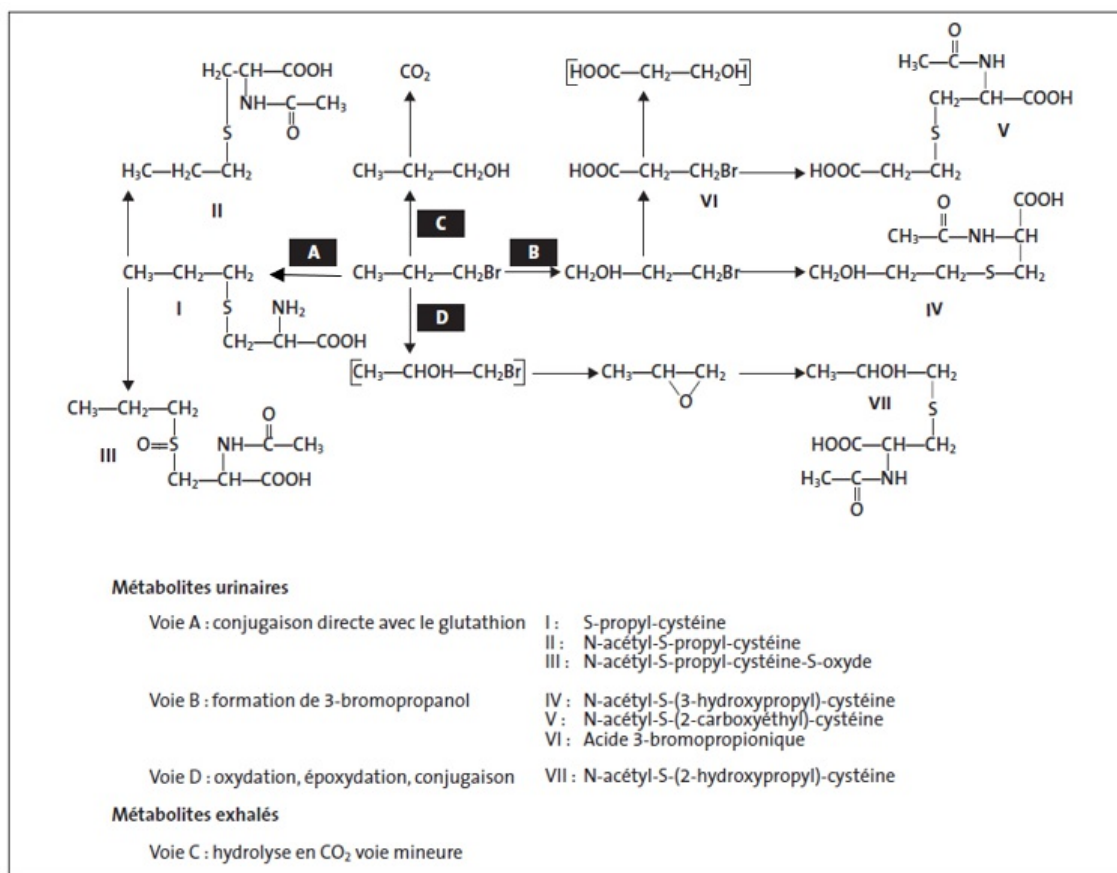 H₂C-CH—COOH
NH—C—CH₃
O
S
H₃C—H₂C—CH₂
II
CO₂
CH₃—CH₂—CH₂OH
C
[HOOC—CH₂—CH₂OH]
HOOC—CH₂—CH₂Br
VI
O
H₃C—C—NH
CH₂—CH—COOH
S
V
HOOC—CH₂—CH₂
CH₃—CH₂—CH₂
A
CH₃—CH₂—CH₂Br
B
CH₂OH—CH₂—CH₂Br
O
COOH
CH₃—C—NH—CH
CH₂OH—CH₂—CH₂—S—CH₂
IV
I
S
NH₂
CH₂—CH—COOH
D
[CH₃—CHOH—CH₂Br]
CH₃—CH—CH₂
O
CH₃—CHOH—CH₂
VII
S
HOOC—CH—CH₂
H₃C—C—NH
O
CH₃—CH₂—CH₂
O
III
O=S
NH—C—CH₃
CH₂—CH—COOH
Métabolites urinaires
Voie A : conjugaison directe avec le glutathion I : S-propyl-cystéine
II : N-acétyl-S-propyl-cystéine
III : N-acétyl-S-propyl-cystéine-S-oxyde
Voie B : formation de 3-bromopropanol IV : N-acétyl-S-(3-hydroxypropyl)-cystéine
V : N-acétyl-S-(2-carboxyéthyl)-cystéine
VI : Acide 3-bromopropionique
Voie D : oxydation, époxydation, conjugaison VII : N-acétyl-S-(2-hydroxypropyl)-cystéine
Métabolites exhalés
Voie C : hydrolyse en CO₂ voie mineure